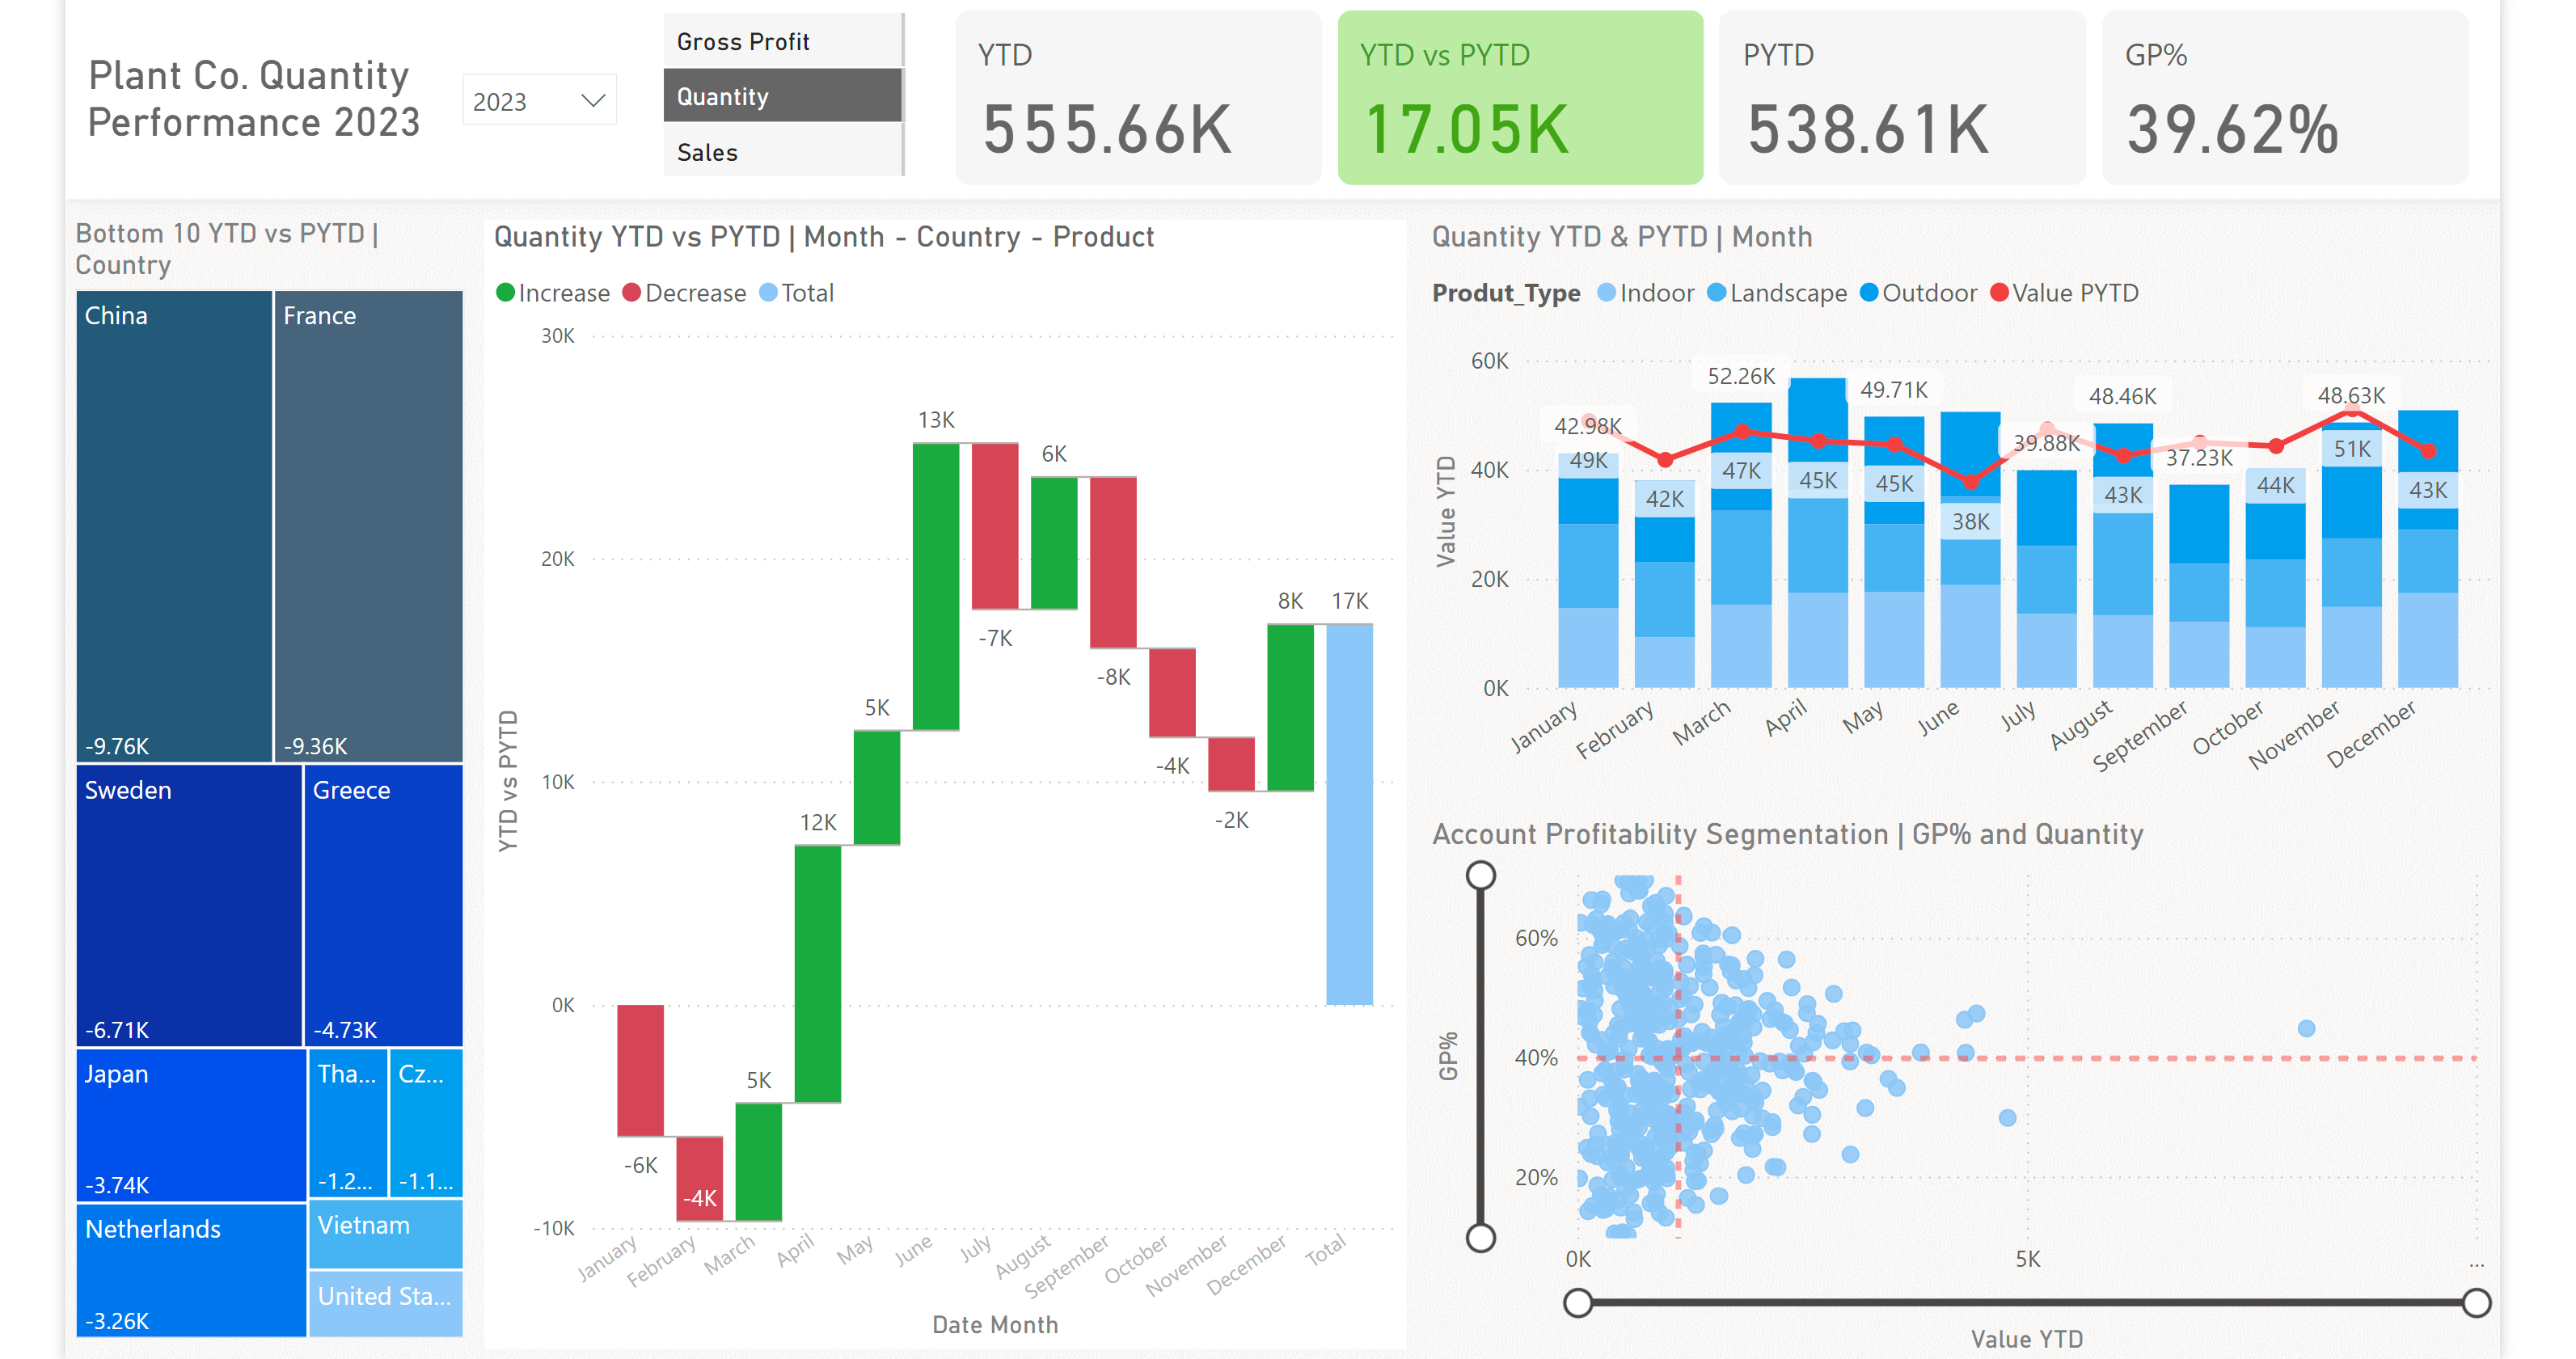 Plant Co. Quantity
Performance 2023
2023
Gross Profit
Quantity
Sales
YTD
555.66K
YTD vs PYTD
17.05K
PYTD
538.61K
GP%
39.62%
Bottom 10 YTD vs PYTD |
Country
China
-9.76K
France
-9.36K
Sweden
-6.71K
Greece
-4.73K
Japan
-3.74K
Tha...
-1.2...
Cz...
-1.1...
Netherlands
-3.26K
Vietnam
United Sta...
Quantity YTD vs PYTD | Month - Country - Product
Increase Decrease Total
YTD vs PYTD
30K
20K
10K
0K
-10K
-6K
-4K
5K
12K
5K
13K
-7K
6K
-8K
-4K
-2K
8K
17K
January
February
March
April
May
June
July
August
September
October
November
December
Total
Date Month
Quantity YTD & PYTD | Month
Produt_Type Indoor Landscape Outdoor Value PYTD
Value YTD
60K
40K
20K
0K
42.98K
52.26K
49.71K
39.88K
48.46K
37.23K
48.63K
49K
42K
47K
45K
45K
38K
43K
44K
51K
43K
January
February
March
April
May
June
July
August
September
October
November
December
Account Profitability Segmentation | GP% and Quantity
GP%
60%
40%
20%
0K
5K
...
Value YTD